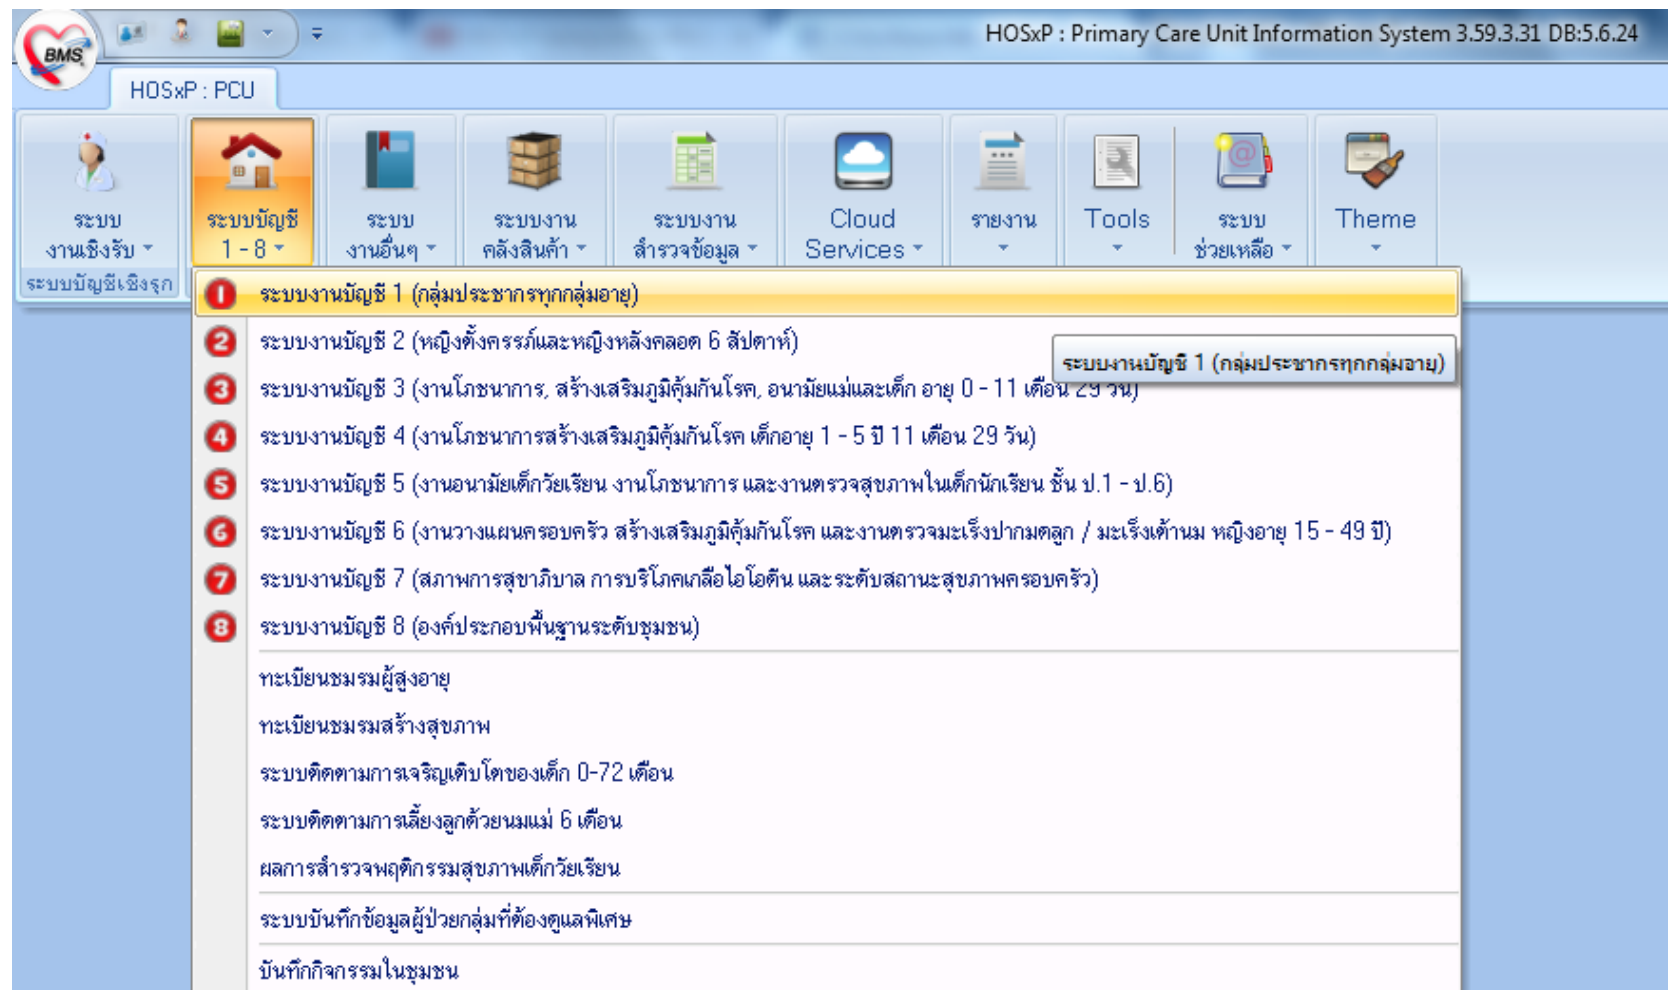 HOSxP : Primary Care Unit Information System 3.59.3.31 DB:5.6.24
BMS
HOSxP : PCU
ระบบ
งานเชิงรับ
ระบบบัญชี
1 - 8
ระบบ
งานอื่นๆ
ระบบงาน
คลังสินค้า
ระบบงาน
สำรวจข้อมูล
Cloud
Services
รายงาน
Tools
ระบบ
ช่วยเหลือ
Theme
ระบบบัญชีเชิงรุก
1 ระบบงานบัญชี 1 (กลุ่มประชากรทุกกลุ่มอายุ)
2 ระบบงานบัญชี 2 (หญิงตั้งครรภ์และหญิงหลังคลอด 6 สัปดาห์)
ระบบงานบัญชี 1 (กลุ่มประชากรทุกกลุ่มอายุ)
3 ระบบงานบัญชี 3 (งานโภชนาการ, สร้างเสริมภูมิคุ้มกันโรค, อนามัยแม่และเด็ก อายุ 0 - 11 เดือน 29 วัน)
4 ระบบงานบัญชี 4 (งานโภชนาการสร้างเสริมภูมิคุ้มกันโรค เด็กอายุ 1 - 5 ปี 11 เดือน 29 วัน)
5 ระบบงานบัญชี 5 (งานอนามัยเด็กวัยเรียน งานโภชนาการ และงานตรวจสุขภาพในเด็กนักเรียน ชั้น ป.1 - ป.6)
6 ระบบงานบัญชี 6 (งานวางแผนครอบครัว สร้างเสริมภูมิคุ้มกันโรค และงานตรวจมะเร็งปากมดลูก / มะเร็งเต้านม หญิงอายุ 15 - 49 ปี)
7 ระบบงานบัญชี 7 (สภาพการสุขาภิบาล การบริโภคเกลือไอโอดีน และระดับสถานะสุขภาพครอบครัว)
8 ระบบงานบัญชี 8 (องค์ประกอบพื้นฐานระดับชุมชน)
ทะเบียนชมรมผู้สูงอายุ
ทะเบียนชมรมสร้างสุขภาพ
ระบบติดตามการเจริญเติบโตของเด็ก 0-72 เดือน
ระบบติดตามการเลี้ยงลูกด้วยนมแม่ 6 เดือน
ผลการสำรวจพฤติกรรมสุขภาพเด็กวัยเรียน
ระบบบันทึกข้อมูลผู้ป่วยกลุ่มที่ต้องดูแลพิเศษ
บันทึกกิจกรรมในชุมชน